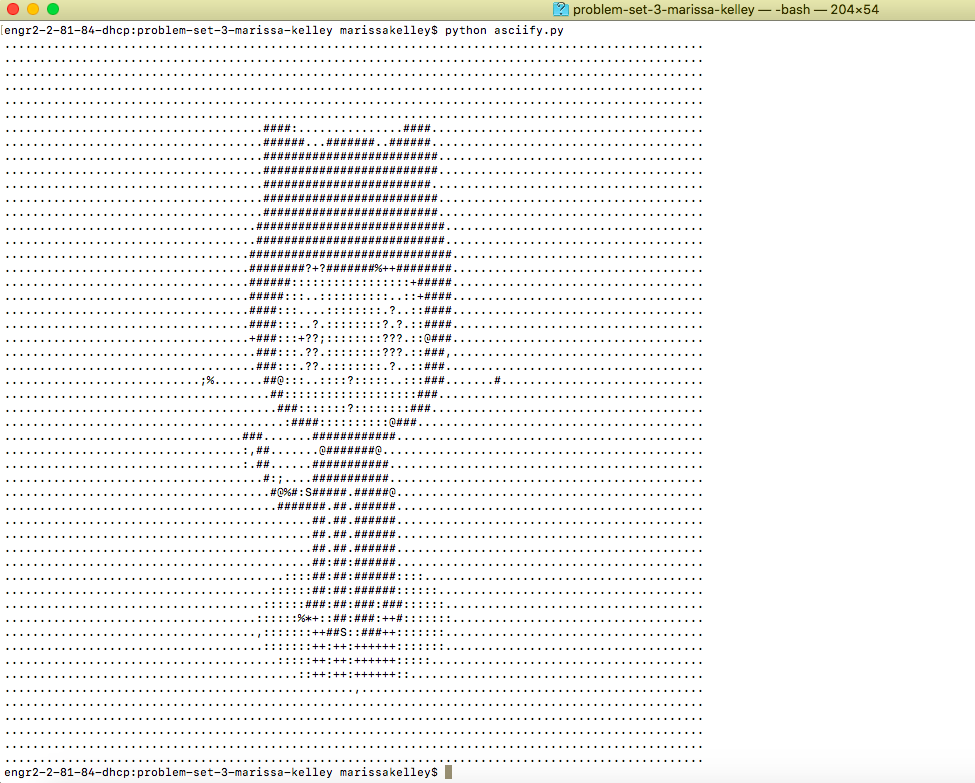 problem-set-3-marissa-kelley — -bash — 204×54
[engr2-2-81-84-dhcp:problem-set-3-marissa-kelley marissakelley$ python asciify.py
engr2-2-81-84-dhcp:problem-set-3-marissa-kelley marissakelley$